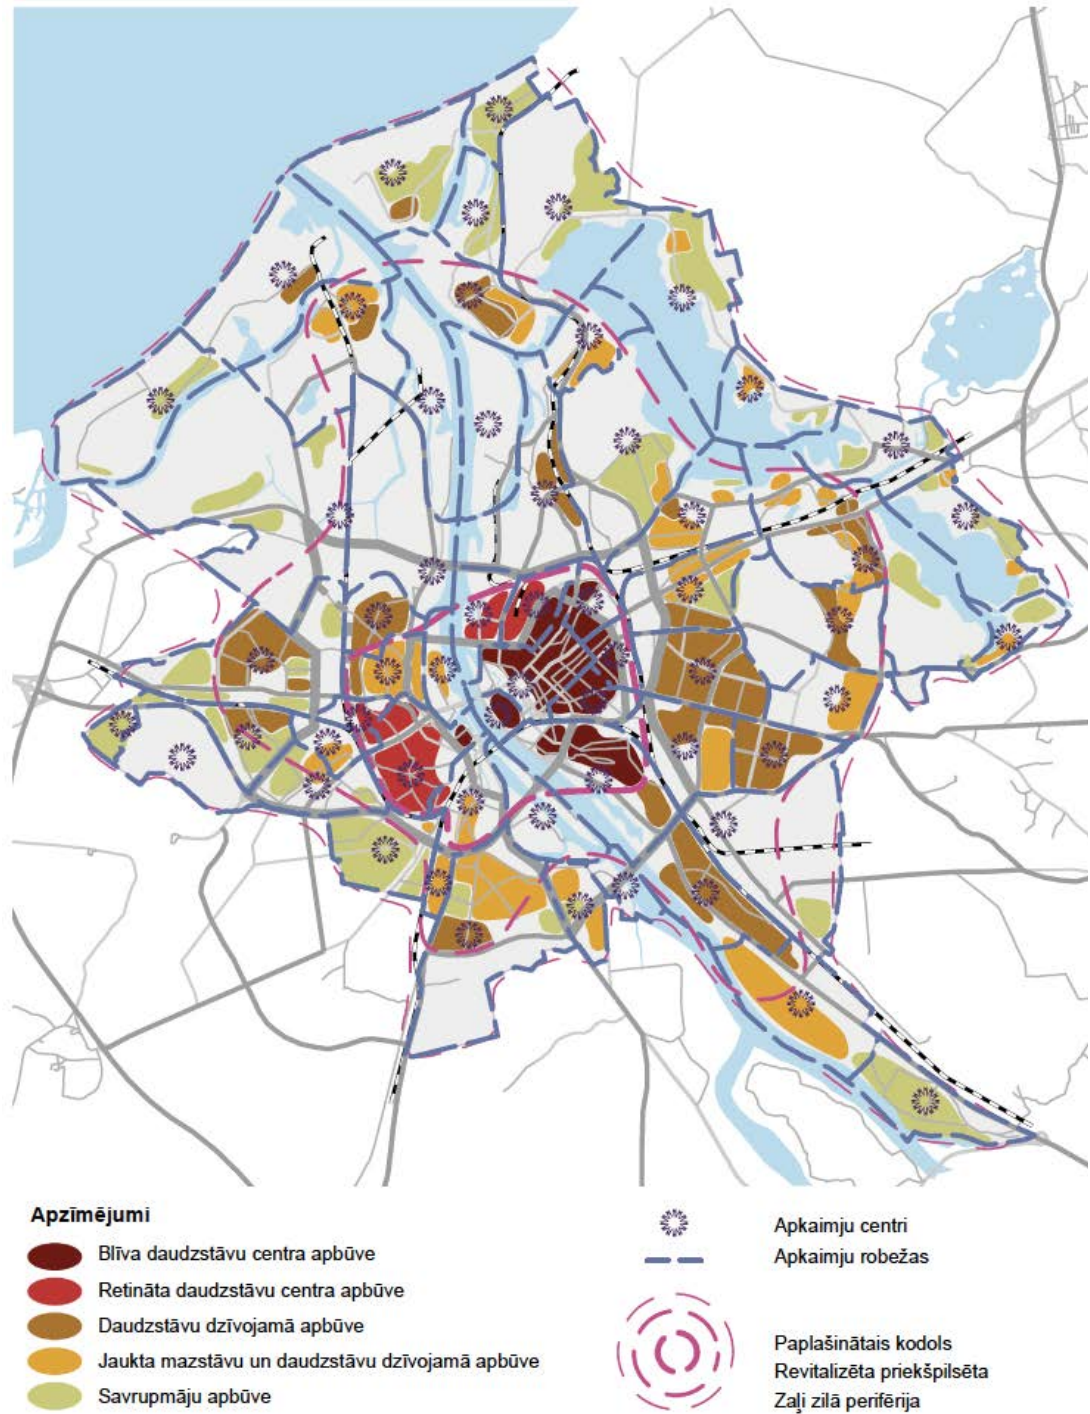 Apzīmējumi
Blīva daudzstāvu centra apbūve
Retināta daudzstāvu centra apbūve
Daudzstāvu dzīvojamā apbūve
Jaukta mazstāvu un daudzstāvu dzīvojamā apbūve
Savrupmāju apbūve
Apkaimju centri
Apkaimju robežas
Paplašinātais kodols
Revitalizēta priekšpilsēta
Zaļi zilā perifērija